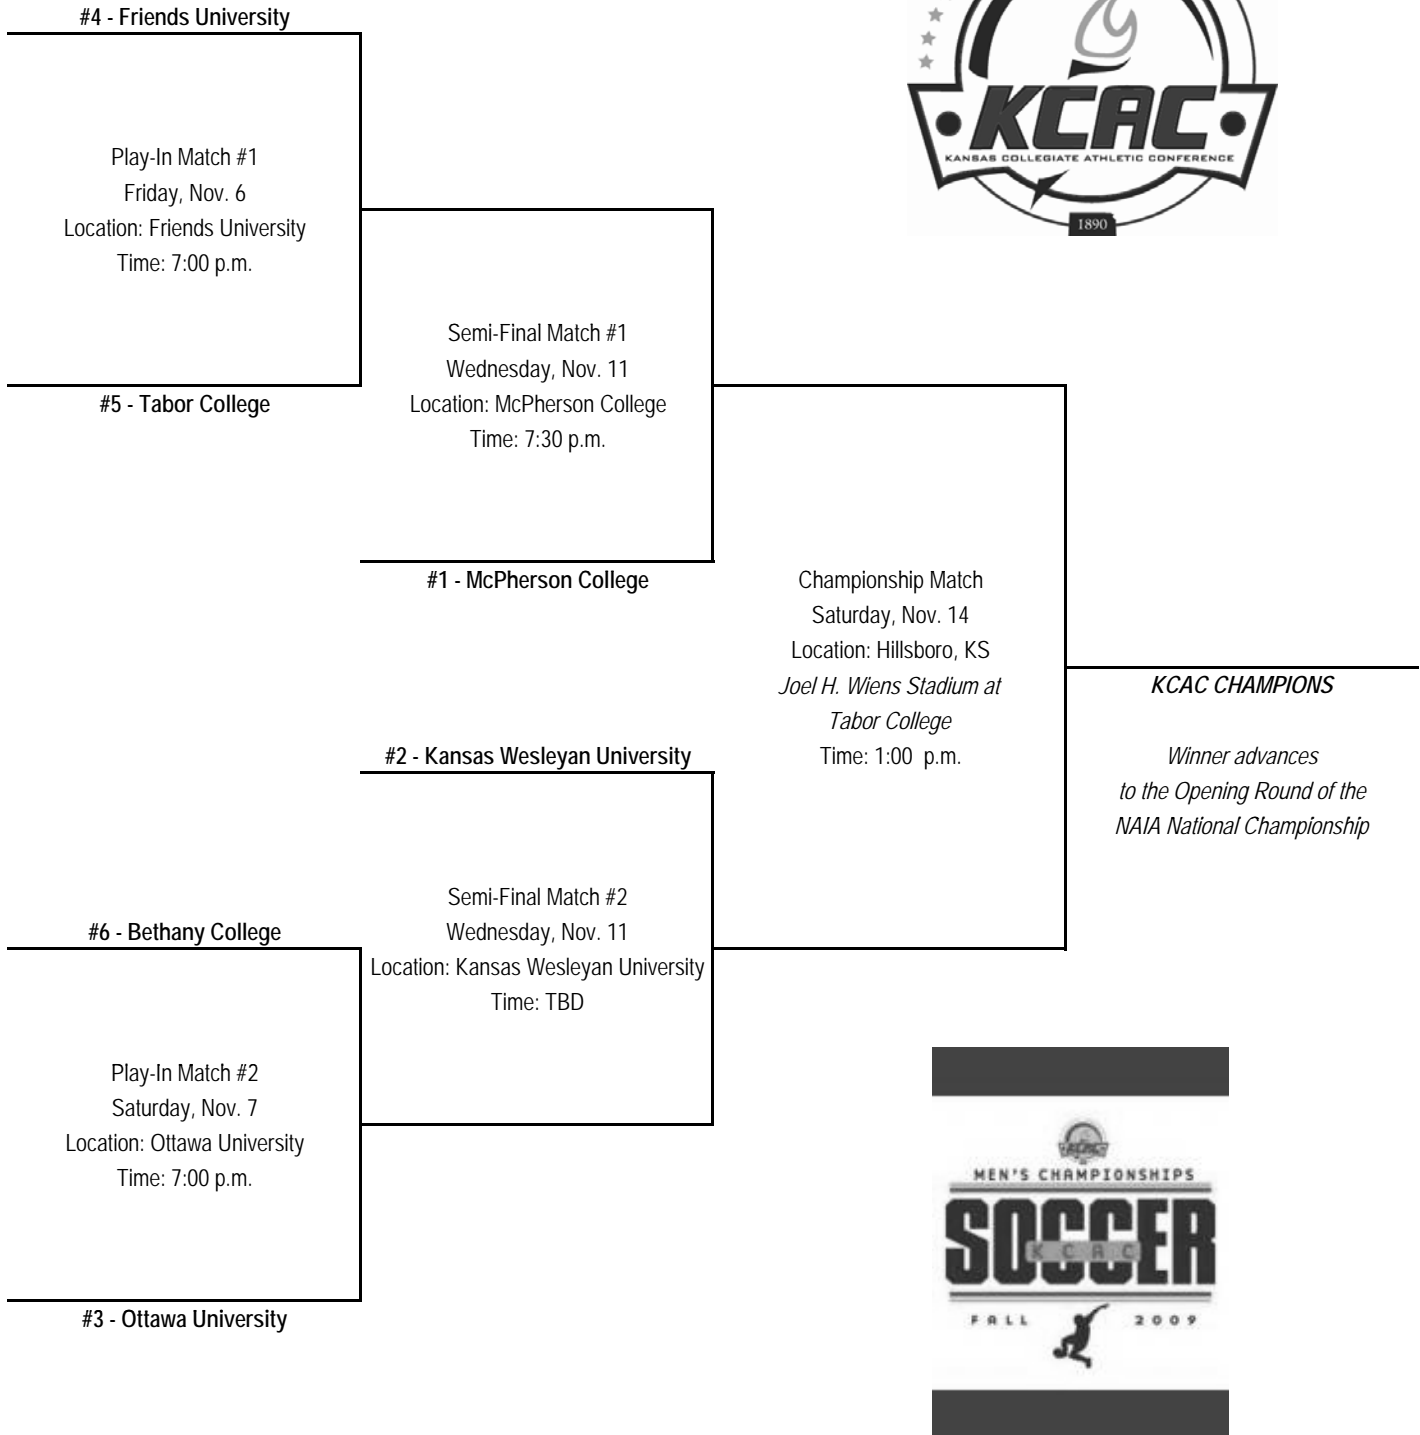 #4 - Friends University
Play-In Match #1
Friday, Nov. 6
Location: Friends University
Time: 7:00 p.m.
#5 - Tabor College
KCAC
KANSAS COLLEGIATE ATHLETIC CONFERENCE
1890
Semi-Final Match #1
Wednesday, Nov. 11
Location: McPherson College
Time: 7:30 p.m.
#1 - McPherson College
Championship Match
Saturday, Nov. 14
Location: Hillsboro, KS
Joel H. Wiens Stadium at
Tabor College
Time: 1:00  p.m.
KCAC CHAMPIONS
Winner advances
to the Opening Round of the
NAIA National Championship
#2 - Kansas Wesleyan University
Semi-Final Match #2
Wednesday, Nov. 11
Location: Kansas Wesleyan University
Time: TBD
#6 - Bethany College
Play-In Match #2
Saturday, Nov. 7
Location: Ottawa University
Time: 7:00 p.m.
#3 - Ottawa University
KCAC
MEN'S CHAMPIONSHIPS
SOCCER
KCAC
FALL 2009